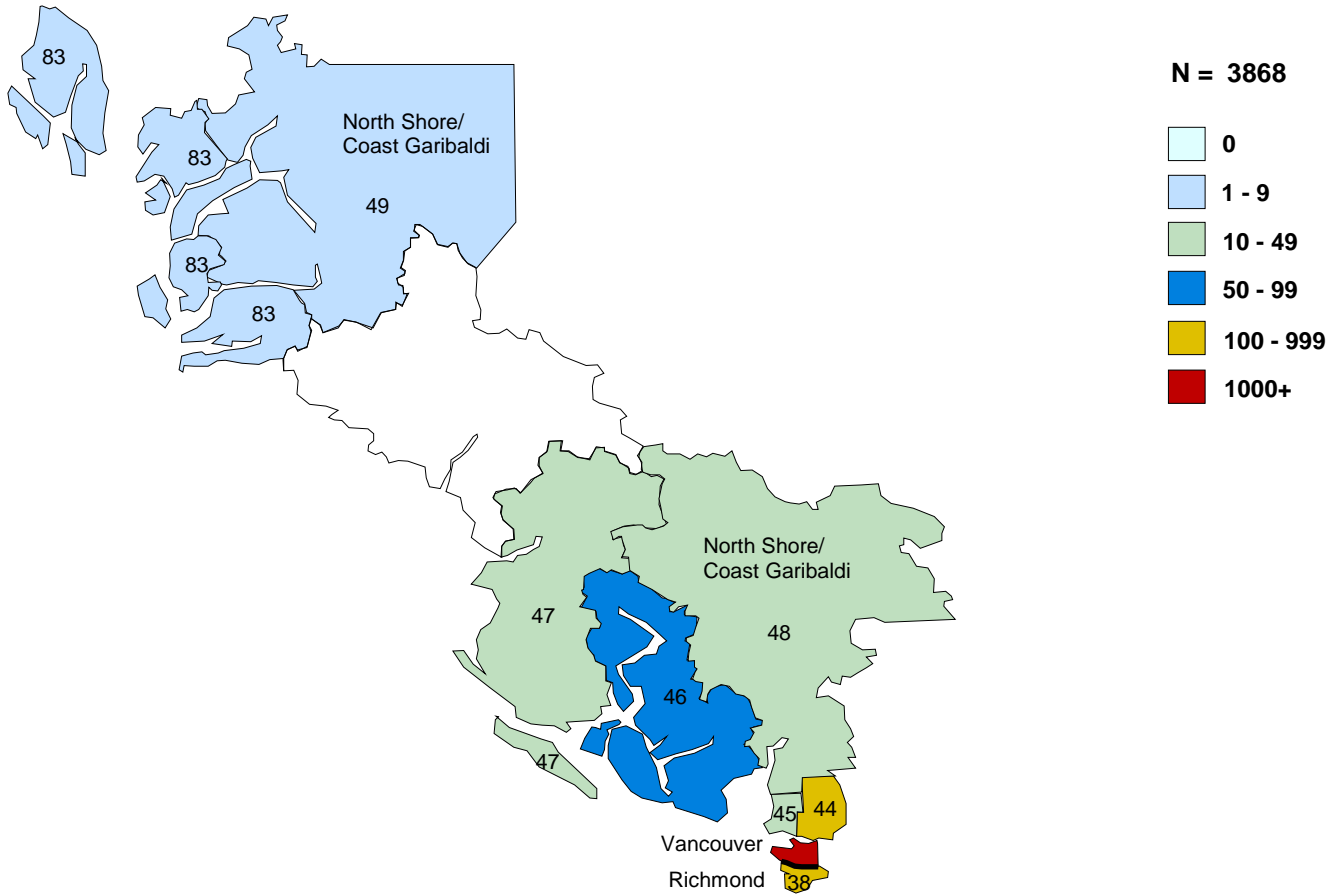 83
N = 3868
North Shore/
Coast Garibaldi
0
83
1 - 9
49
10 - 49
83
50 - 99
83
100 - 999
1000+
North Shore/
Coast Garibaldi
47
48
46
47
45
44
Vancouver
Richmond
38